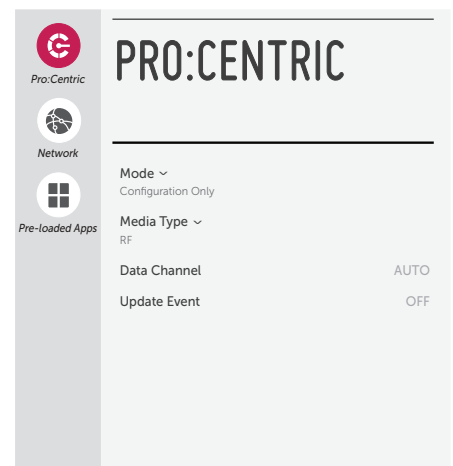 Pro:Centric
Network
Pre-loaded Apps
PRO:CENTRIC
Mode
Configuration Only
Media Type
RF
Data Channel AUTO
Update Event OFF